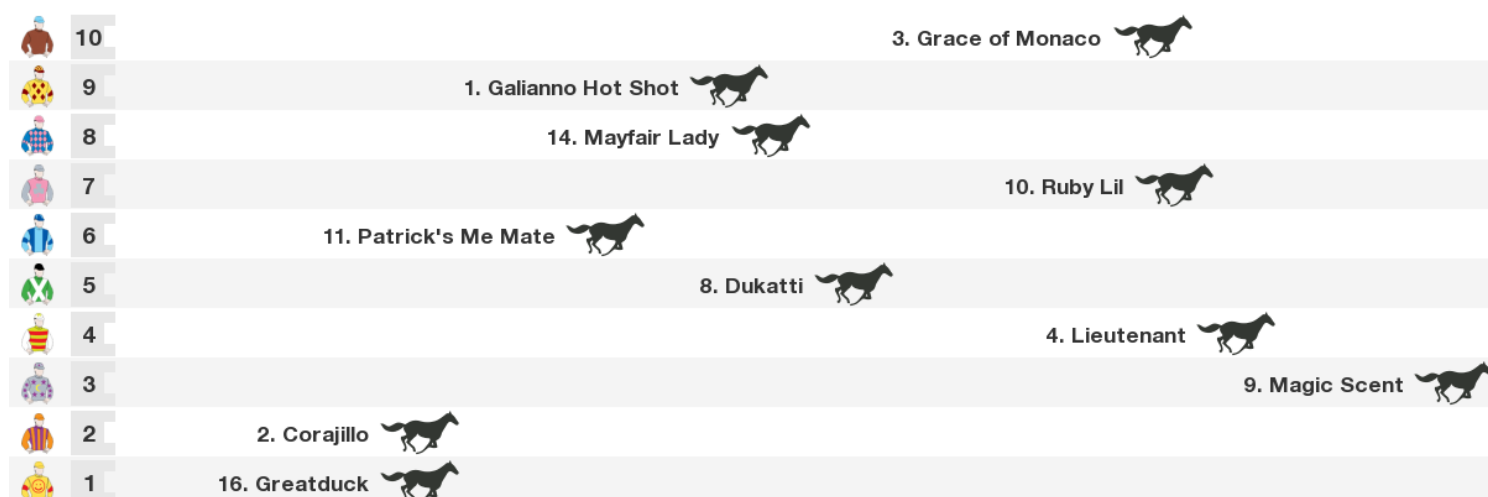 10 3. Grace of Monaco
9 1. Galianno Hot Shot
8 14. Mayfair Lady
7 10. Ruby Lil
6 11. Patrick's Me Mate
5 8. Dukatti
4 4. Lieutenant
3 9. Magic Scent
2 2. Corajillo
1 16. Greatduck